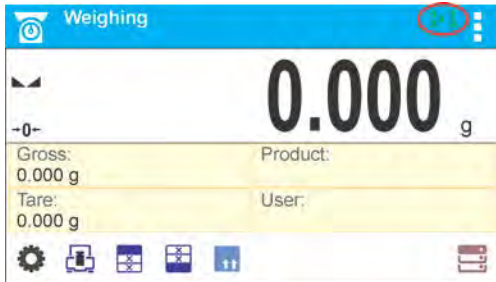 Weighing
→0←
0.000 g
Gross:
0.000 g
Product:
Tare:
0.000 g
User: